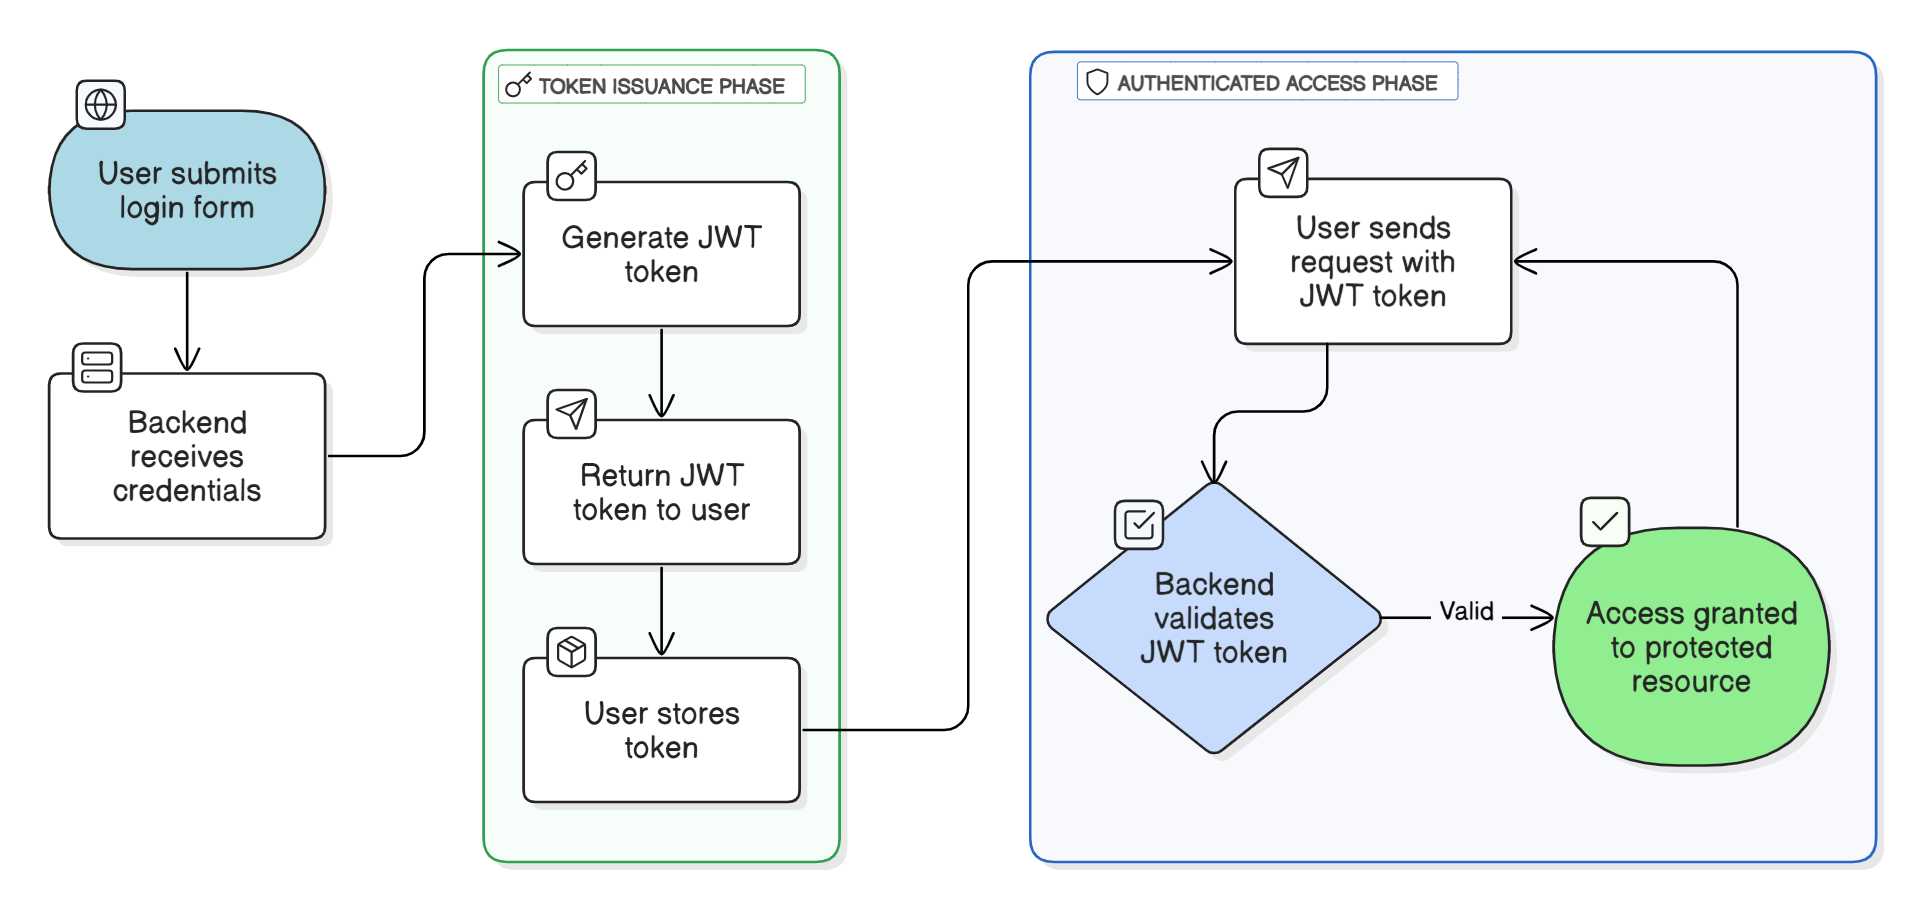 User submits
login form
Backend
receives
credentials
TOKEN ISSUANCE PHASE
Generate JWT
token
Return JWT
token to user
User stores
token
AUTHENTICATED ACCESS PHASE
User sends
request with
JWT token
Backend
validates
JWT token
Valid
Access granted
to protected
resource